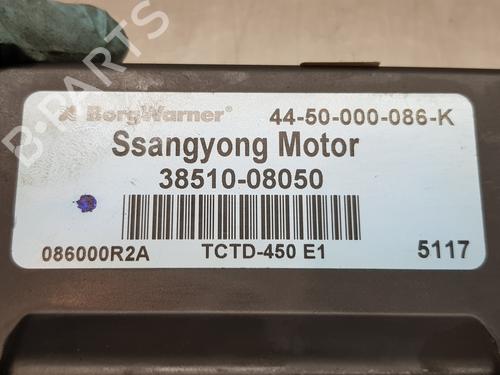 BorgWarner® 44-50-000-086-K
Ssangyong Motor
38510-08050
086000R2A TCTD-450 E1 5117
B-PARTS